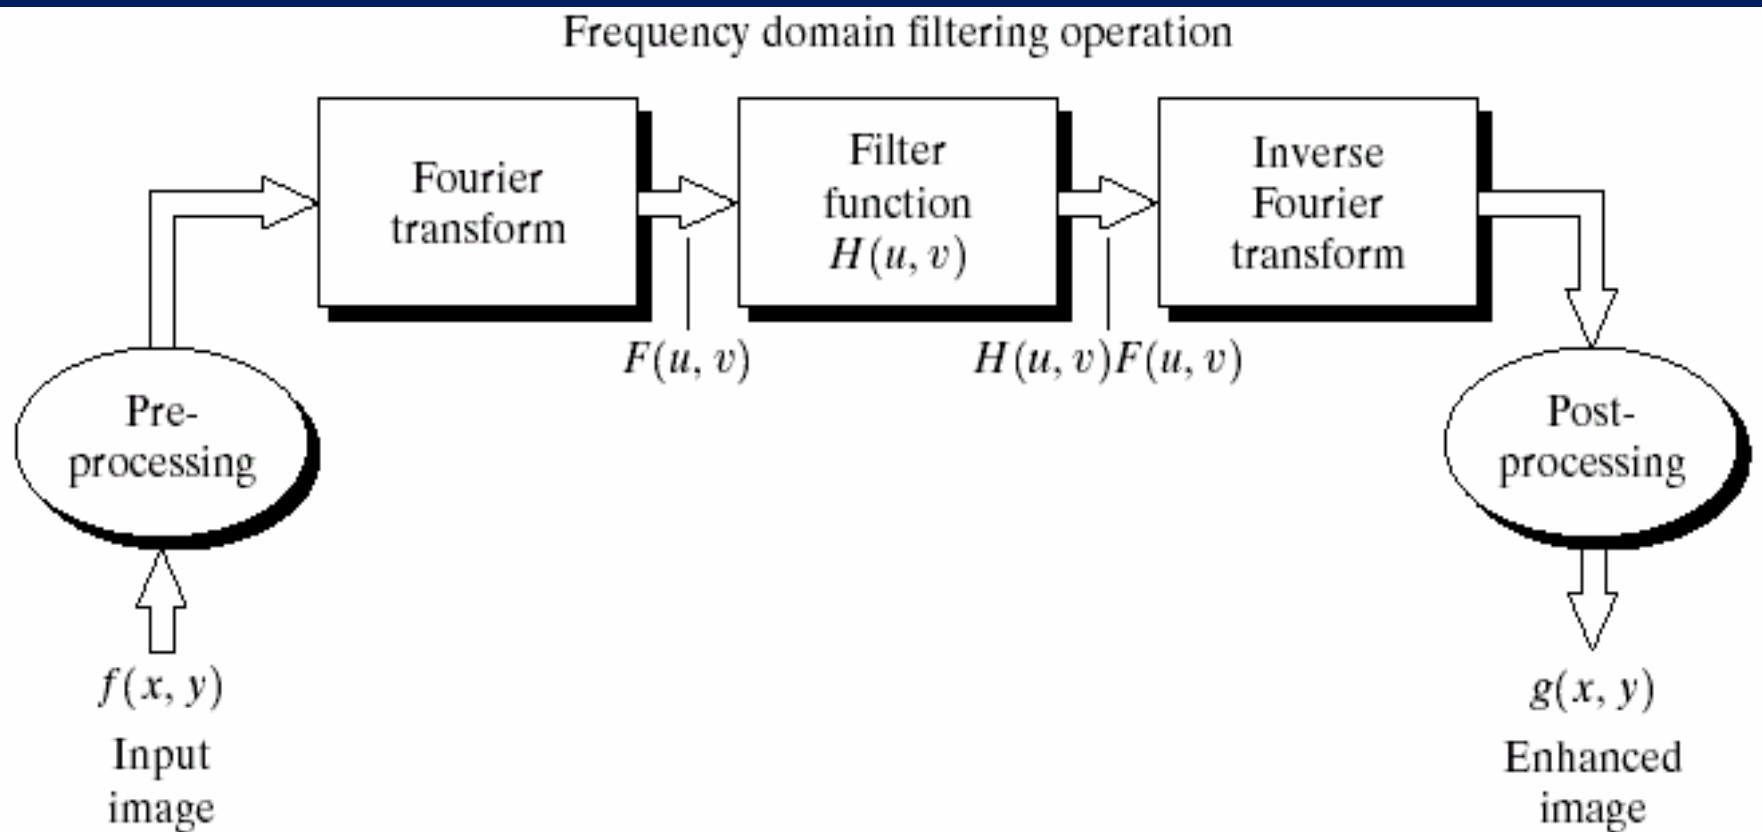 Frequency domain filtering operation
Fourier
transform
Filter
function
H(u, v)
Inverse
Fourier
transform
F(u, v)
H(u, v)F(u, v)
Pre-
processing
Post-
processing
f(x, y)
Input
image
g(x, y)
Enhanced
image